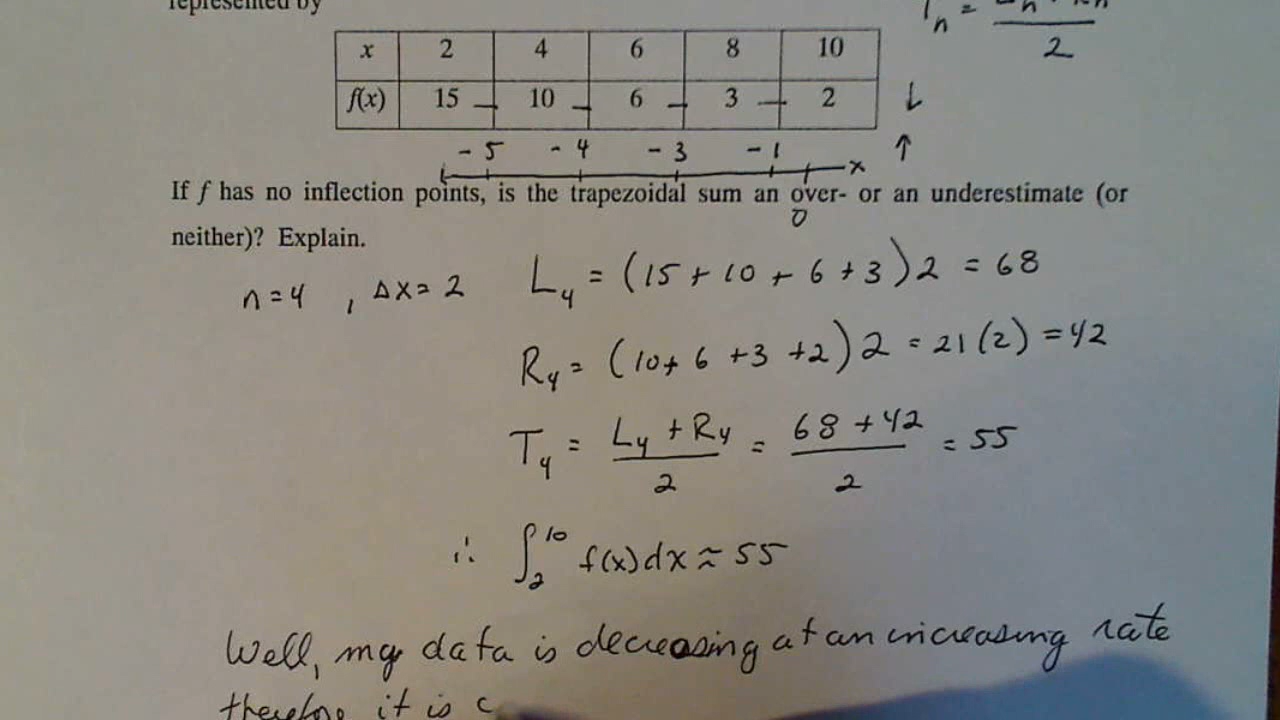 represented by
n = 2
x 2 4 6 8 10
f(x) 15 10 6 3 2 ↓
- 5 - 4 - 3 - 1 ↑
x
If f has no inflection points, is the trapezoidal sum an over- or an underestimate (or
0
neither)? Explain.
n = 4 , Δx = 2 L₄ = (15 + 10 + 6 + 3) 2 = 68
R₄ = (10 + 6 + 3 + 2) 2 = 21 (2) = 42
T₄ = L₄ + R₄ / 2 = 68 + 42 / 2 = 55
∴ ∫₂¹⁰ f(x) dx ≈ 55
Well, my data is decreasing at an increasing rate
therefore it is c